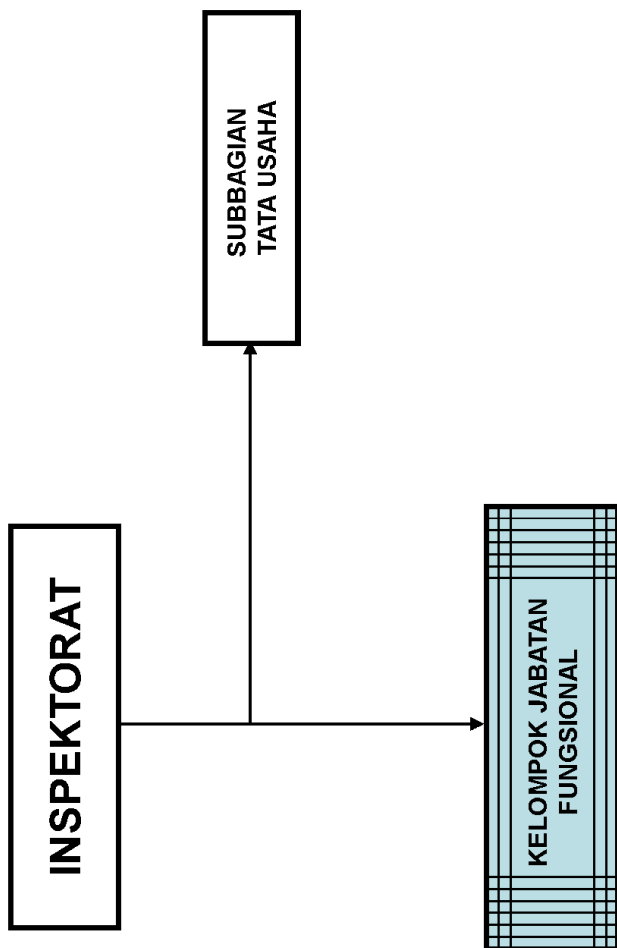 INSPEKTORAT
SUBBAGIAN
TATA USAHA
KELOMPOK JABATAN
FUNGSIONAL